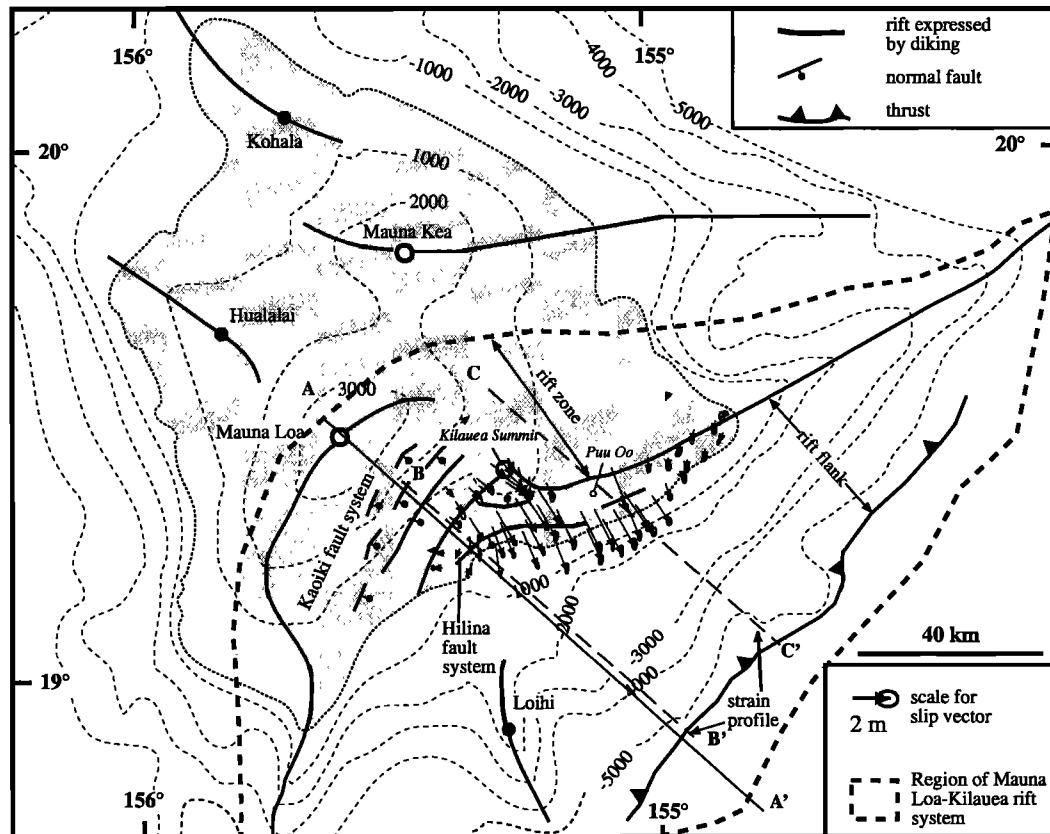 156°
155°
rift expressed
by diking
normal fault
thrust
-1000
-2000
-3000
-4000
-5000
Kohala
20°
20°
1000
2000
Mauna Kea
Hualalai
A
3000
C
rift zone
Mauna Loa
Kilauea Summit
Puu Oo
B
rift flank
Kaoiki fault system
Hilina
fault
system
-1000
-2000
-3000
-4000
-5000
40 km
19°
19°
Loihi
C'
strain
profile
B'
A'
scale for
slip vector
2 m
Region of Mauna
Loa-Kilauea rift
system
156°
155°